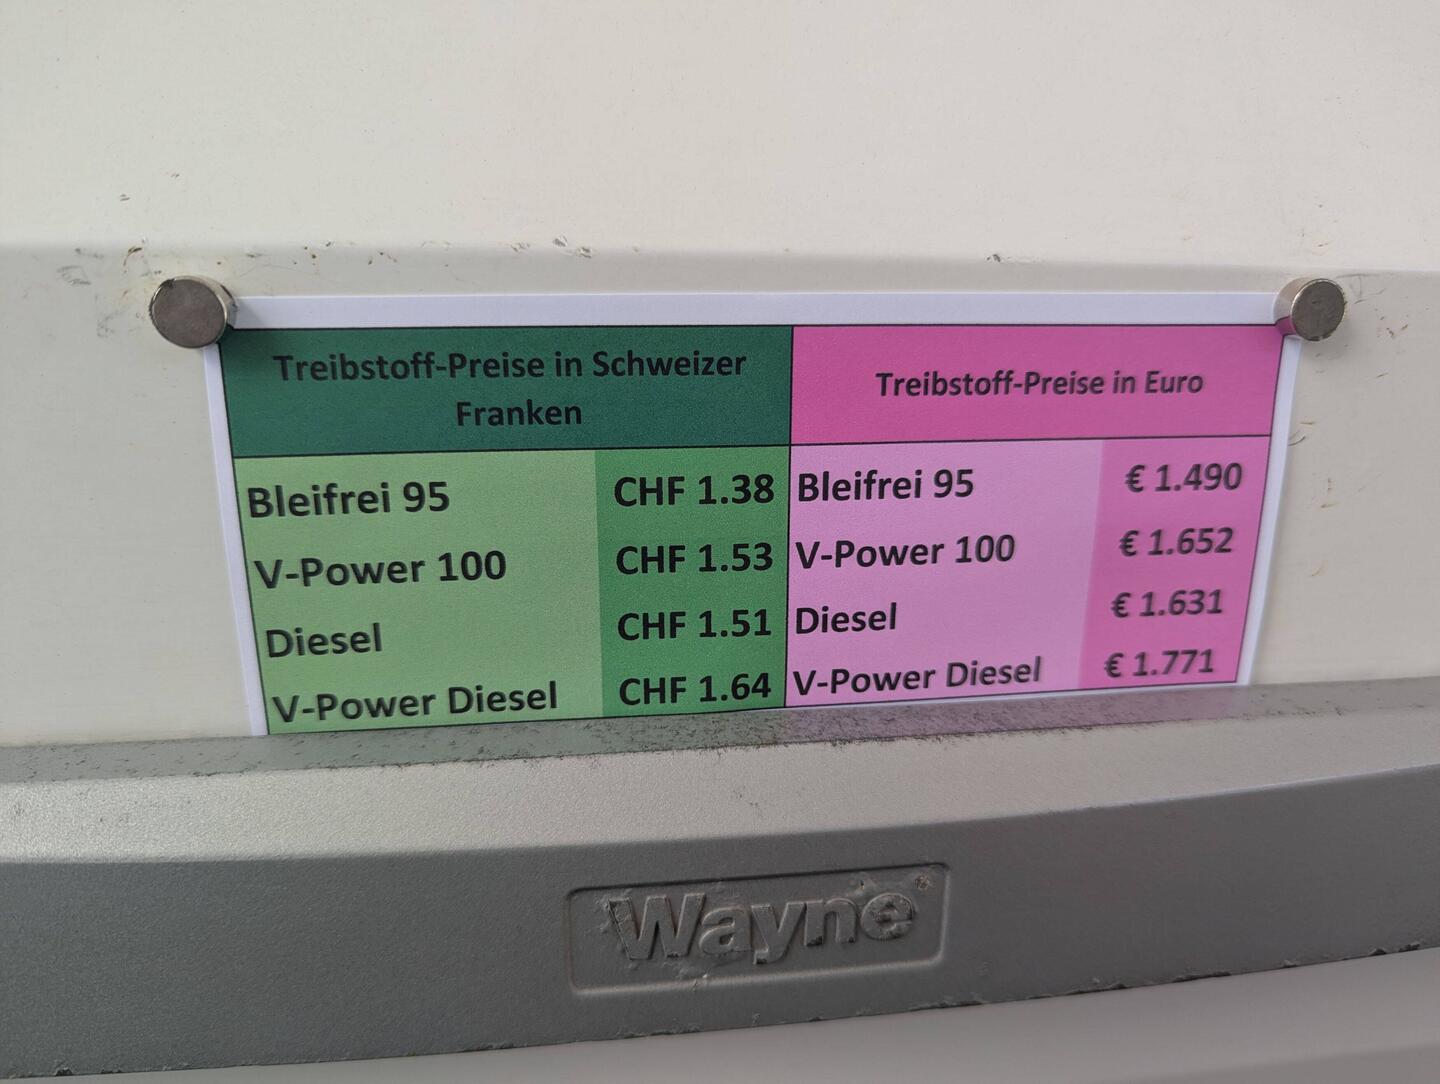 Treibstoff-Preise in Schweizer
Franken
Treibstoff-Preise in Euro
Bleifrei 95 CHF 1.38 Bleifrei 95 € 1.490
V-Power 100 CHF 1.53 V-Power 100 € 1.652
Diesel CHF 1.51 Diesel € 1.631
V-Power Diesel CHF 1.64 V-Power Diesel € 1.771
Wayne